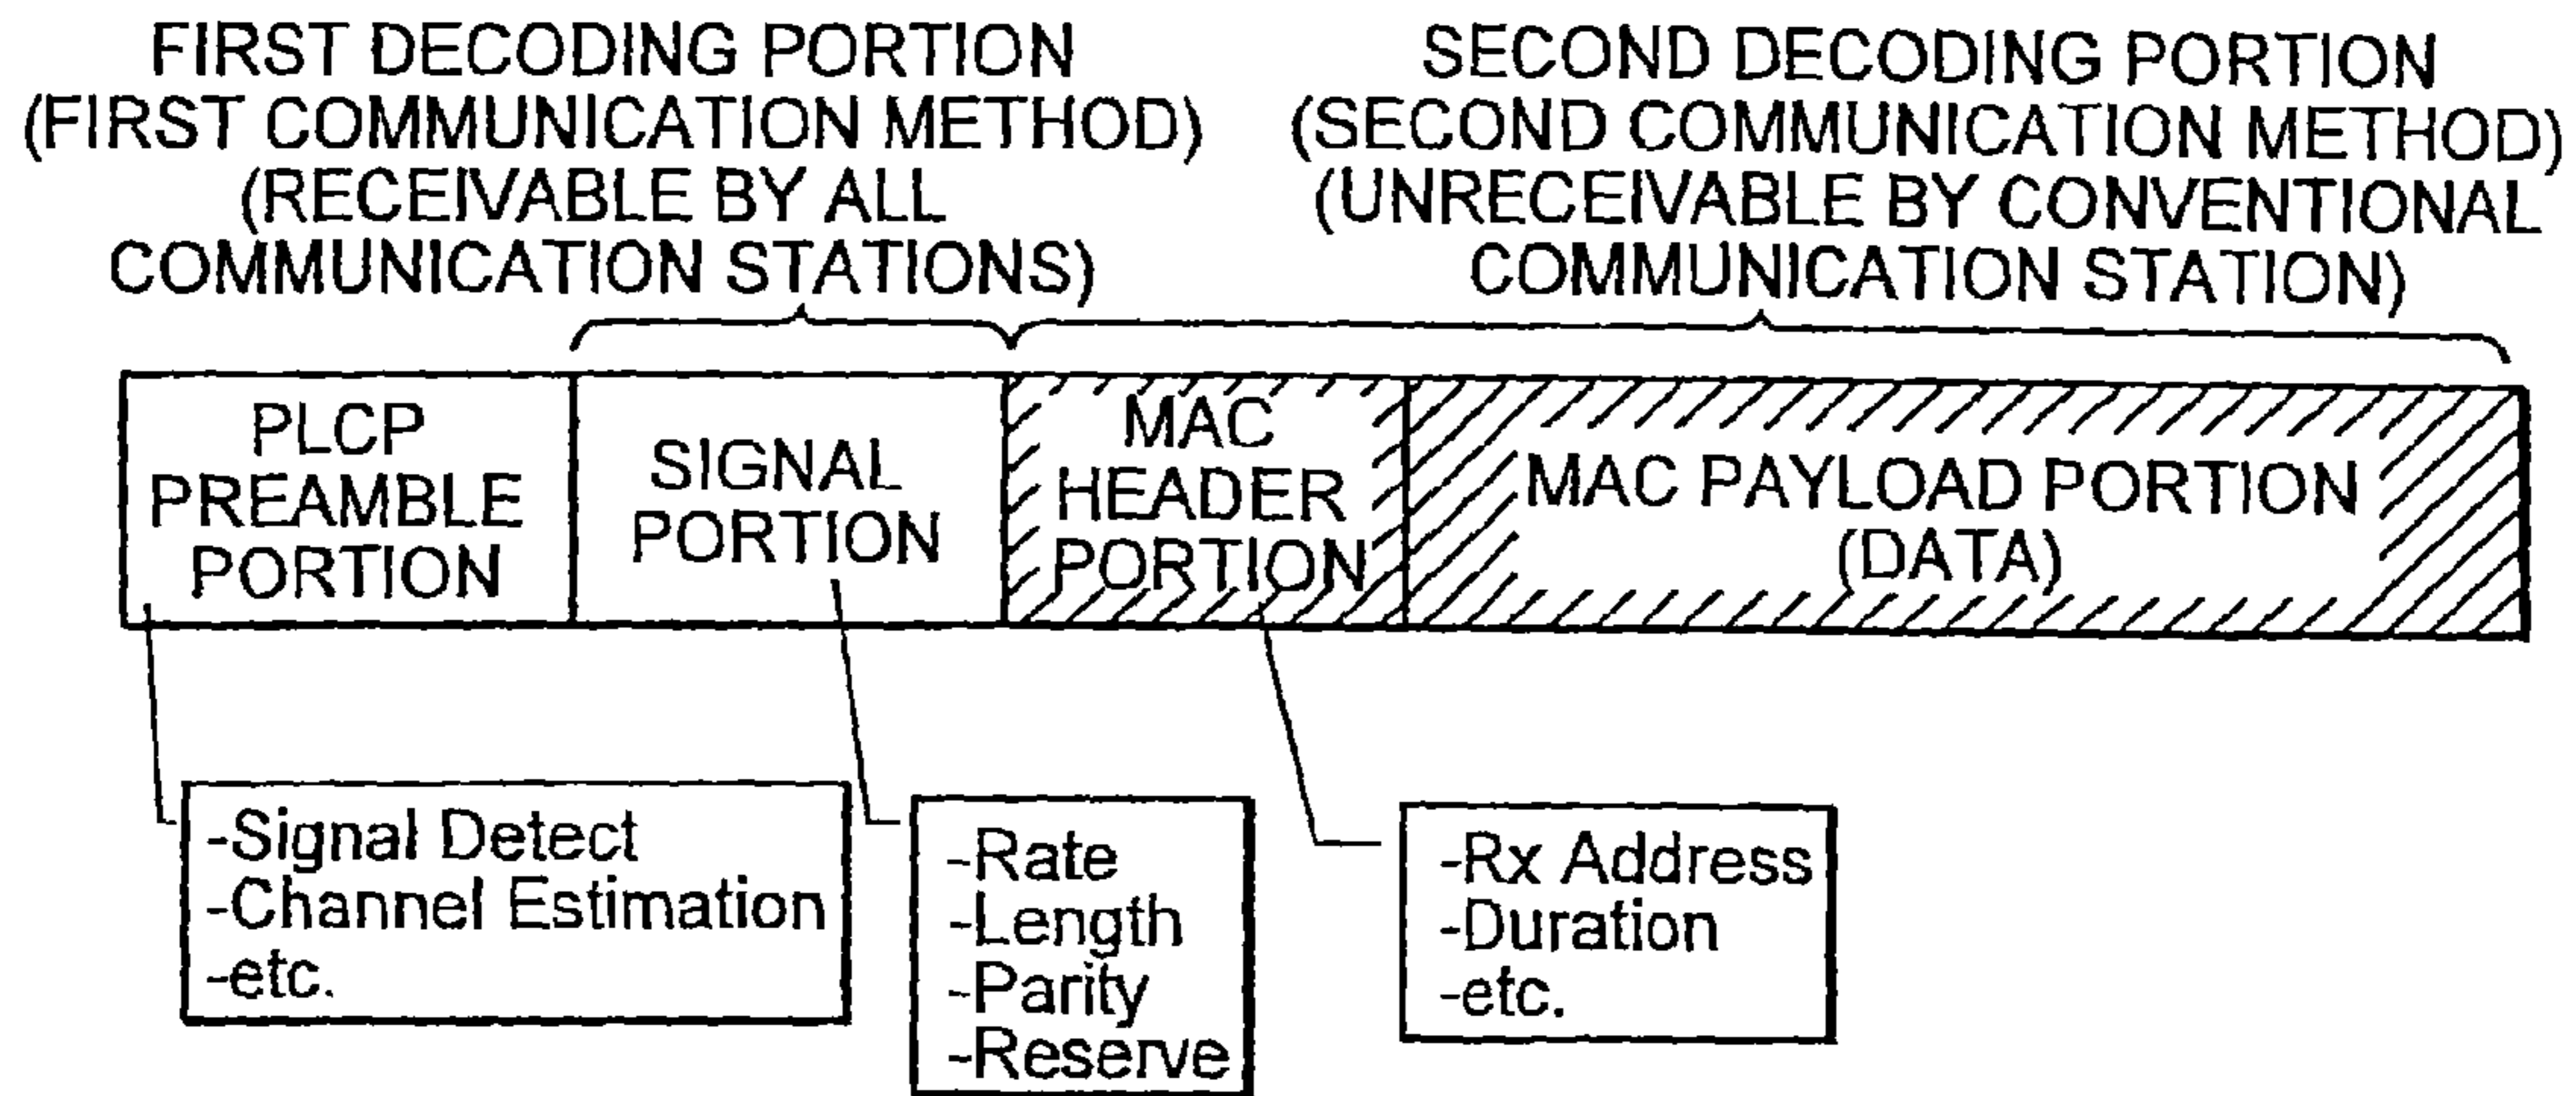 FIRST DECODING PORTION
(FIRST COMMUNICATION METHOD)
(RECEIVABLE BY ALL
COMMUNICATION STATIONS)
SECOND DECODING PORTION
(SECOND COMMUNICATION METHOD)
(UNRECEIVABLE BY CONVENTIONAL
COMMUNICATION STATION)
PLCP
PREAMBLE
PORTION
SIGNAL
PORTION
MAC
HEADER
PORTION
MAC PAYLOAD PORTION
(DATA)
-Signal Detect
-Channel Estimation
-etc.
-Rate
-Length
-Parity
-Reserve
-Rx Address
-Duration
-etc.